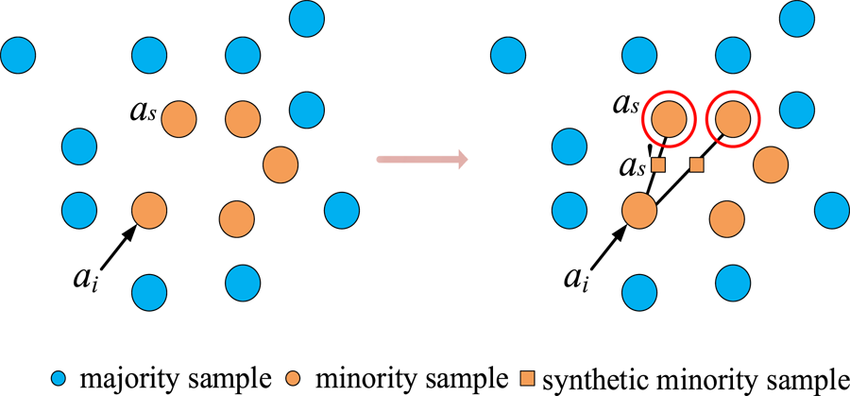 as
as
as'
ai
ai
majority sample
minority sample
synthetic minority sample